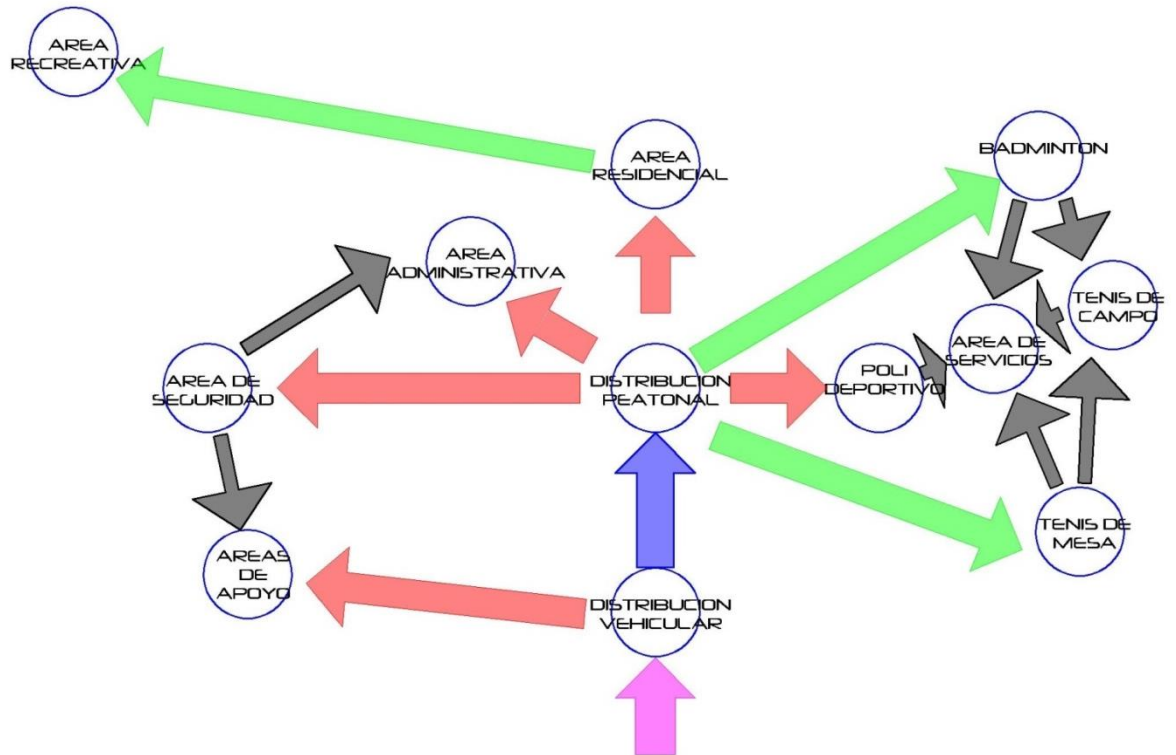 AREA
RECREATIVA
AREA
RESIDENCIAL
BADMINTON
AREA
ADMINISTRATIVA
TENIS DE
CAMPO
AREA DE
SERVICIOS
AREA DE
SEGURIDAD
DISTRIBUCION
PEATONAL
POLI
DEPORTIVO
TENIS DE
MESA
AREAS
DE
APOYO
DISTRIBUCION
VEHICULAR